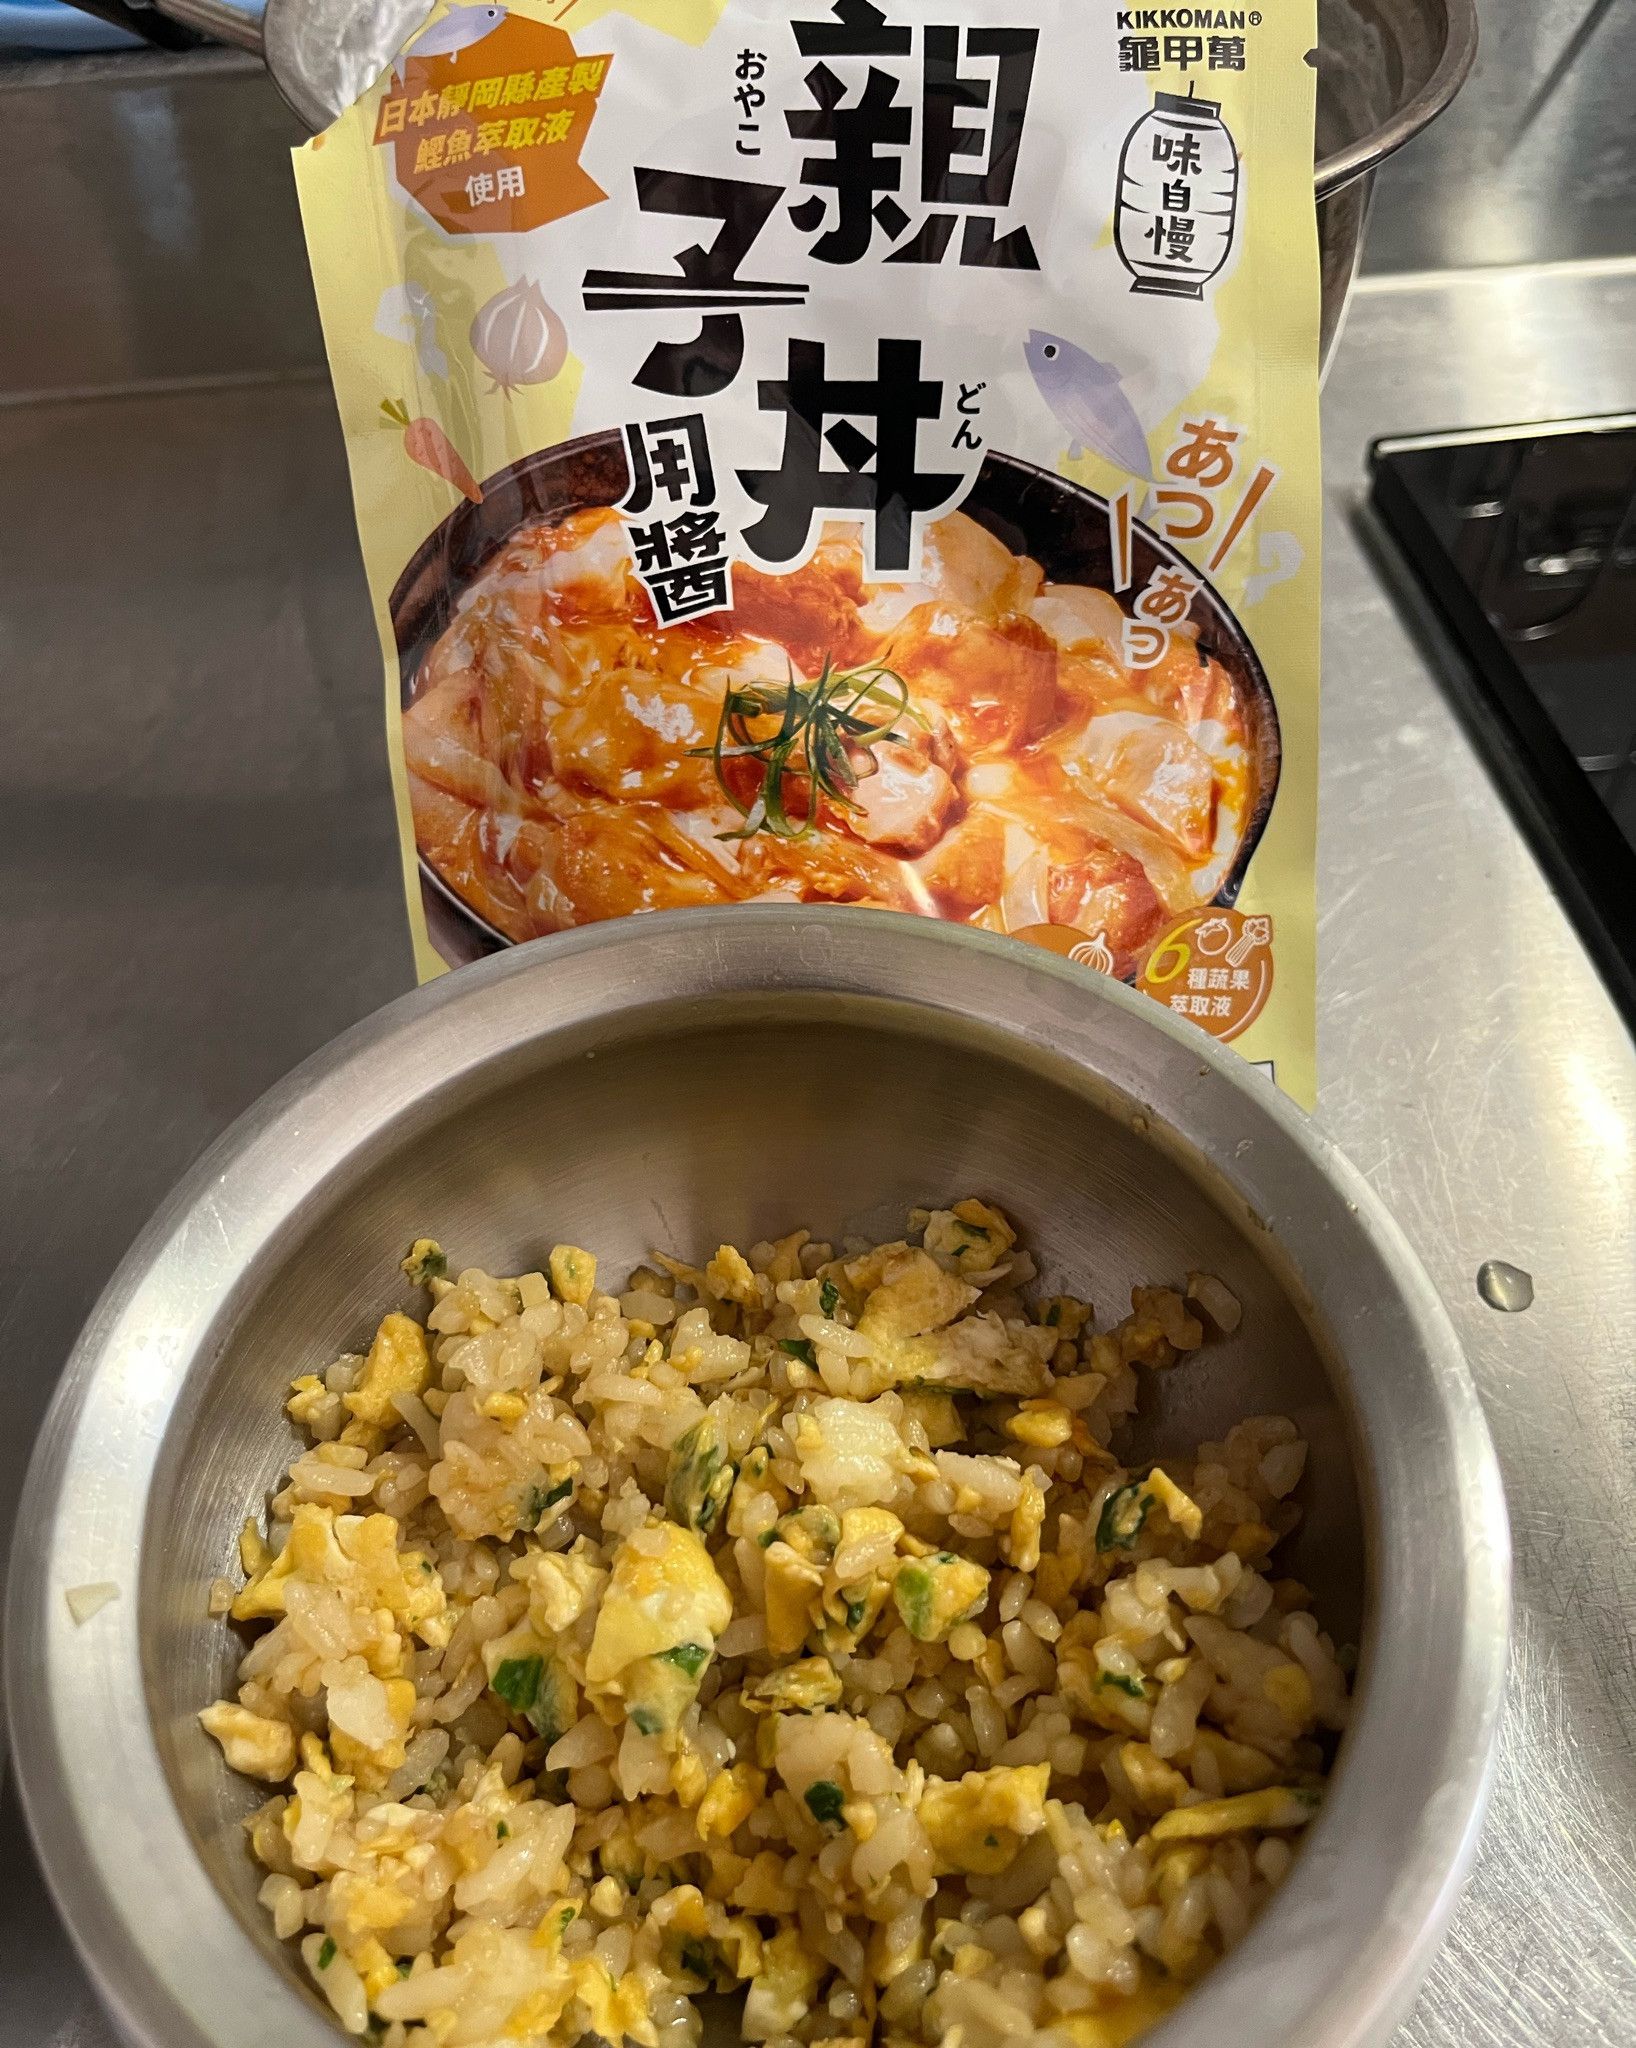 KIKKOMAN®
龜甲萬
味自慢
日本靜岡縣產製
鰹魚萃取液
使用
おやこ
親子丼
どん
用醬
あつ
あつ
6種蔬果
萃取液